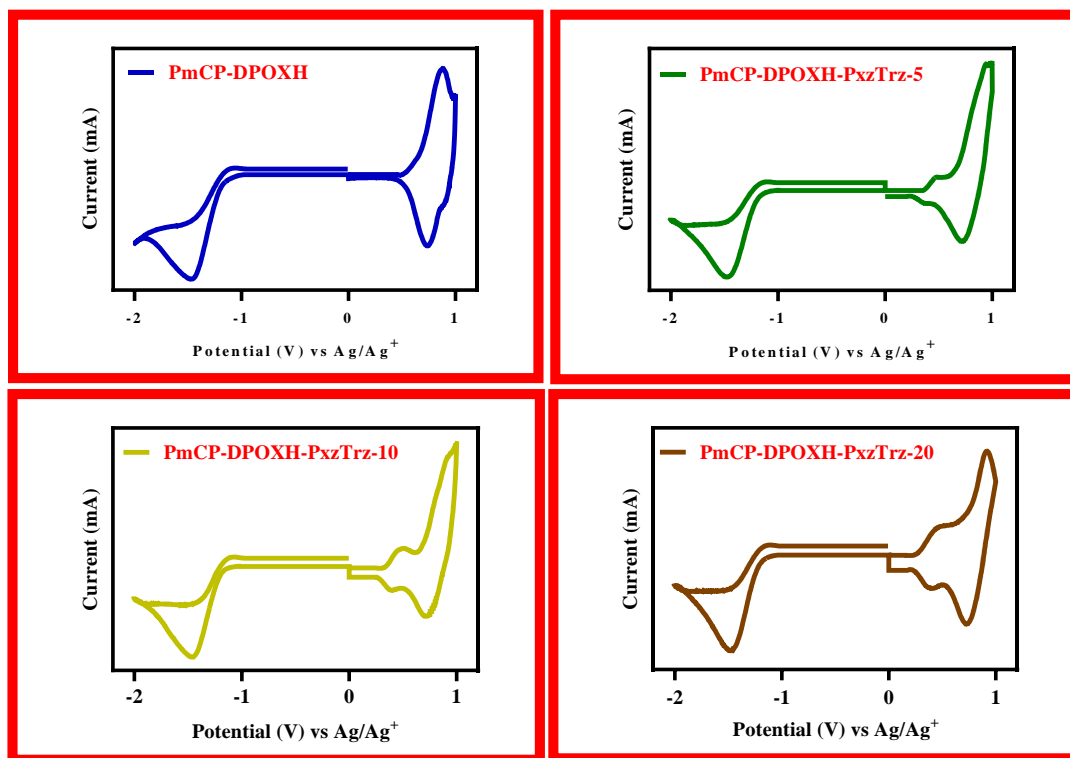 PmCP-DPOXH
Current (mA)
-2 -1 0 1
Potential (V) vs Ag/Ag⁺
PmCP-DPOXH-PxzTrz-5
Current (mA)
-2 -1 0 1
Potential (V) vs Ag/Ag⁺
PmCP-DPOXH-PxzTrz-10
Current (mA)
-2 -1 0 1
Potential (V) vs Ag/Ag⁺
PmCP-DPOXH-PxzTrz-20
Current (mA)
-2 -1 0 1
Potential (V) vs Ag/Ag⁺